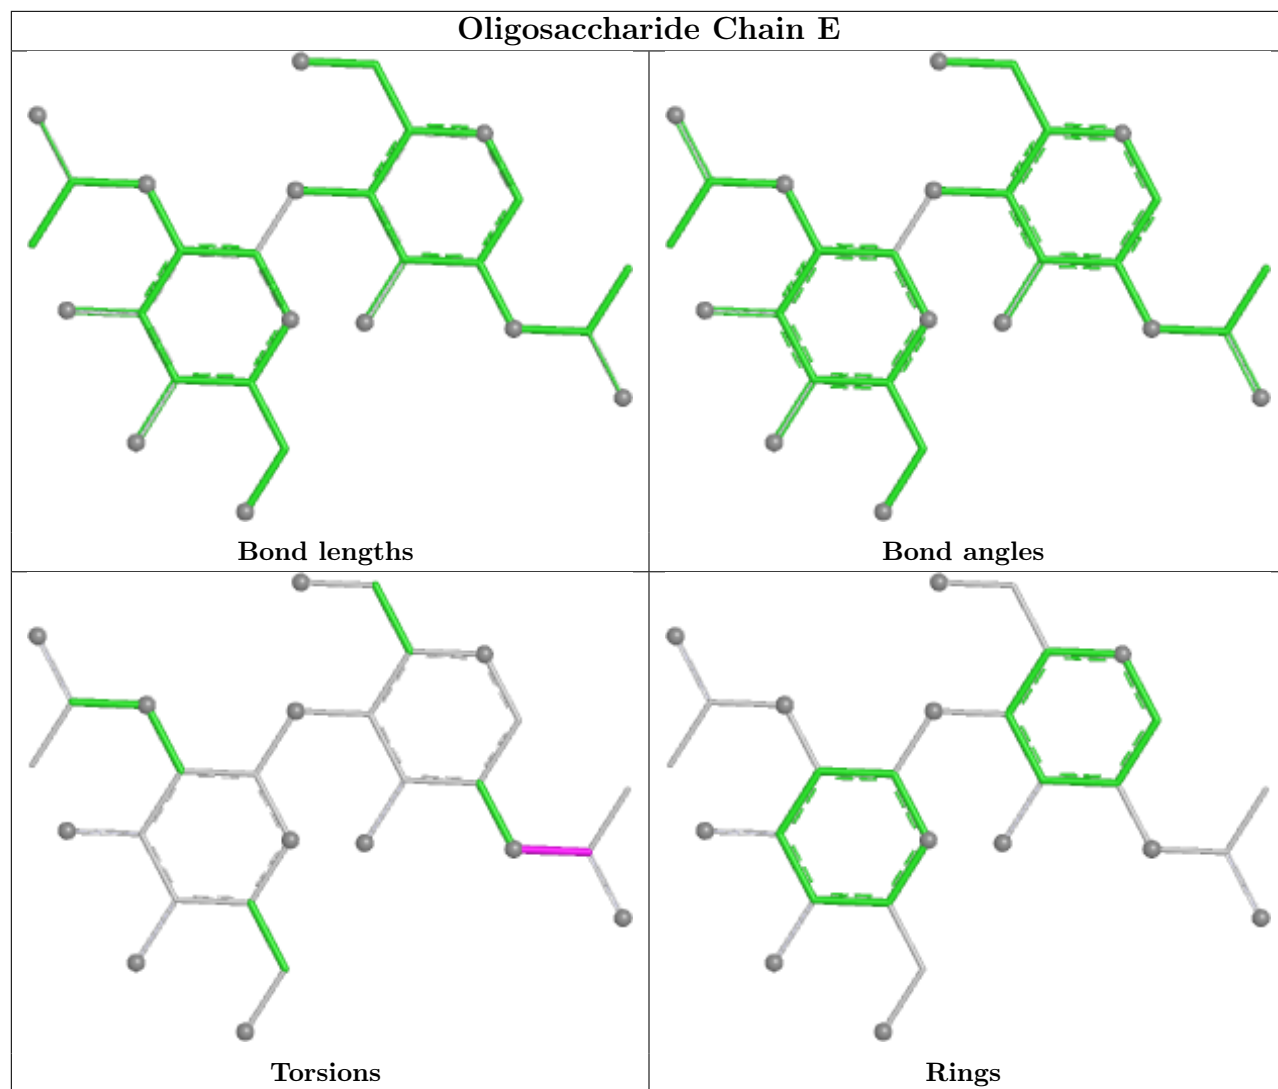 Oligosaccharide Chain E
Bond lengths
Bond angles
Torsions
Rings